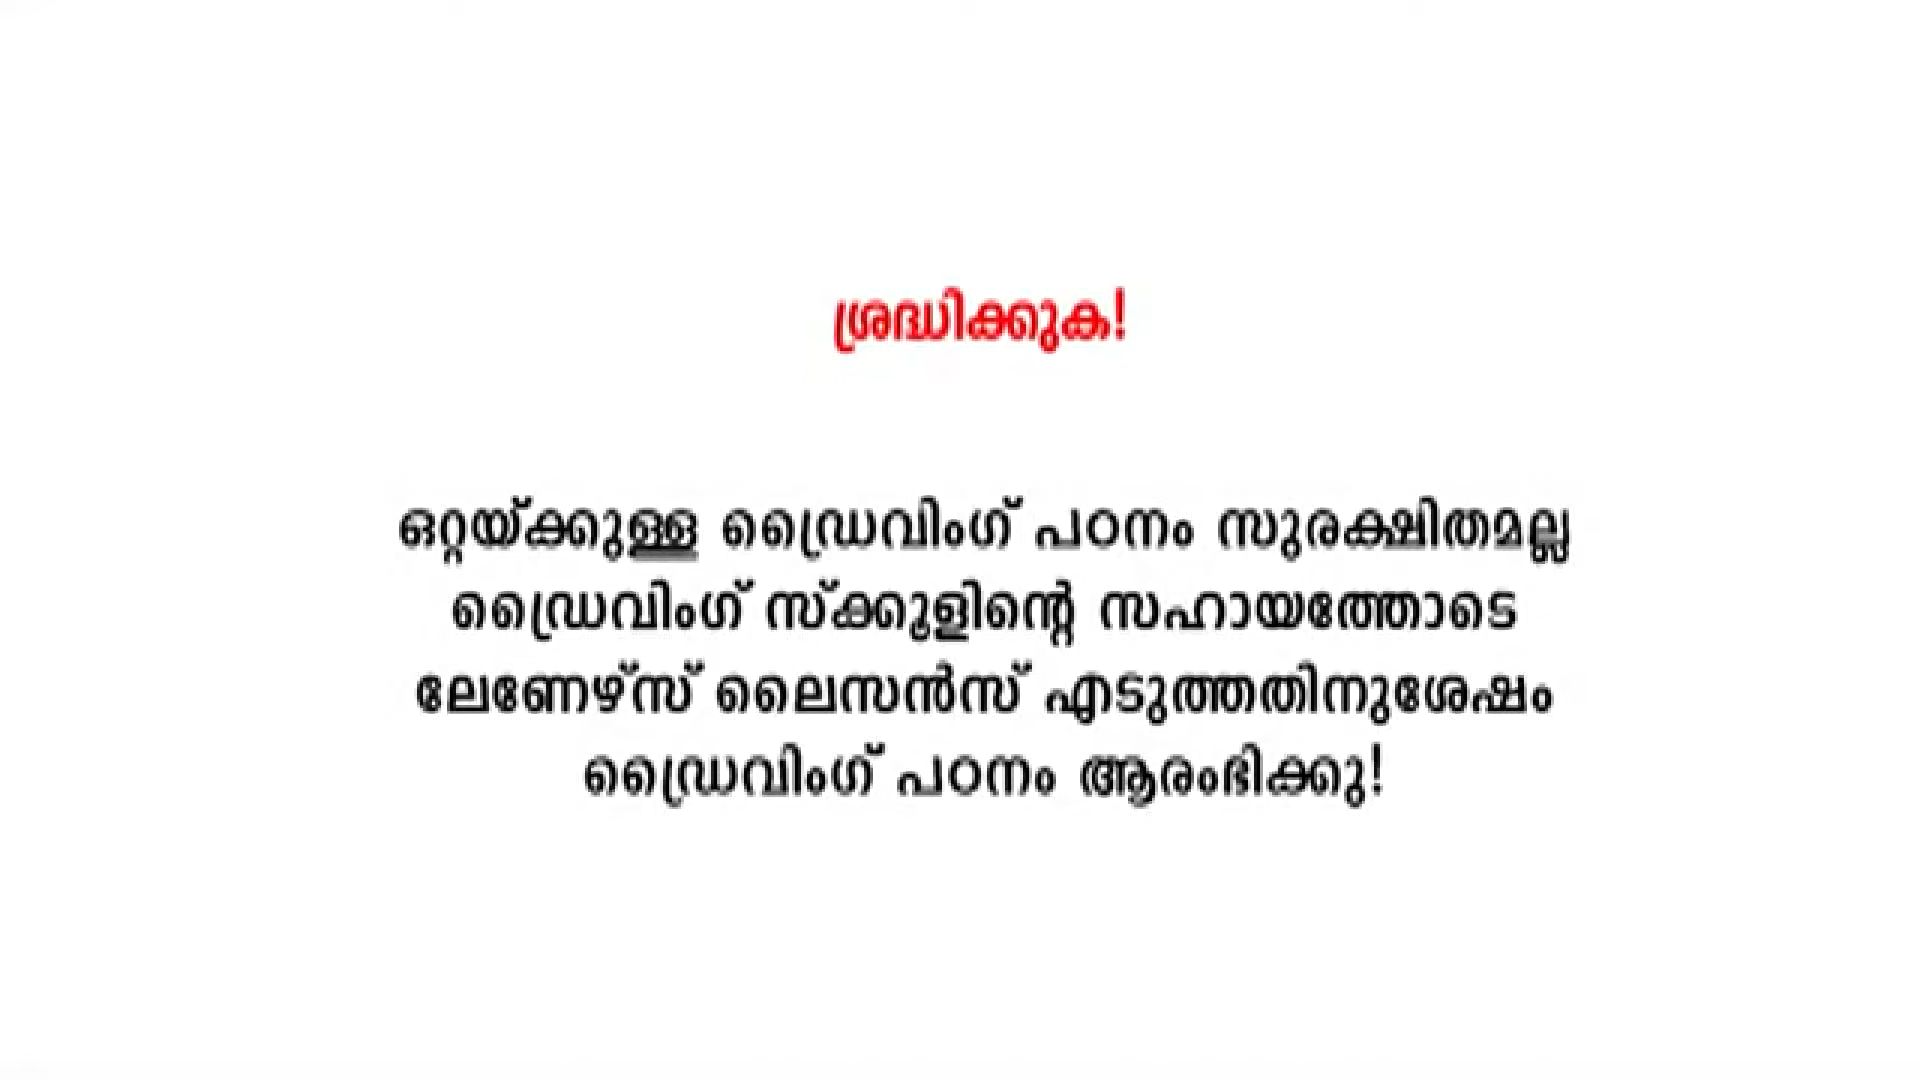 ശ്രദ്ധിക്കുക!
ഒറ്റയ്ക്കുള്ള ഡ്രൈവിംഗ് പഠനം സുരക്ഷിതമല്ല
ഡ്രൈവിംഗ് സ്ക്കൂളിന്റെ സഹായത്തോടെ
ലേണേഴ്സ് ലൈസൻസ് എടുത്തതിനുശേഷം
ഡ്രൈവിംഗ് പഠനം ആരംഭിക്കു!